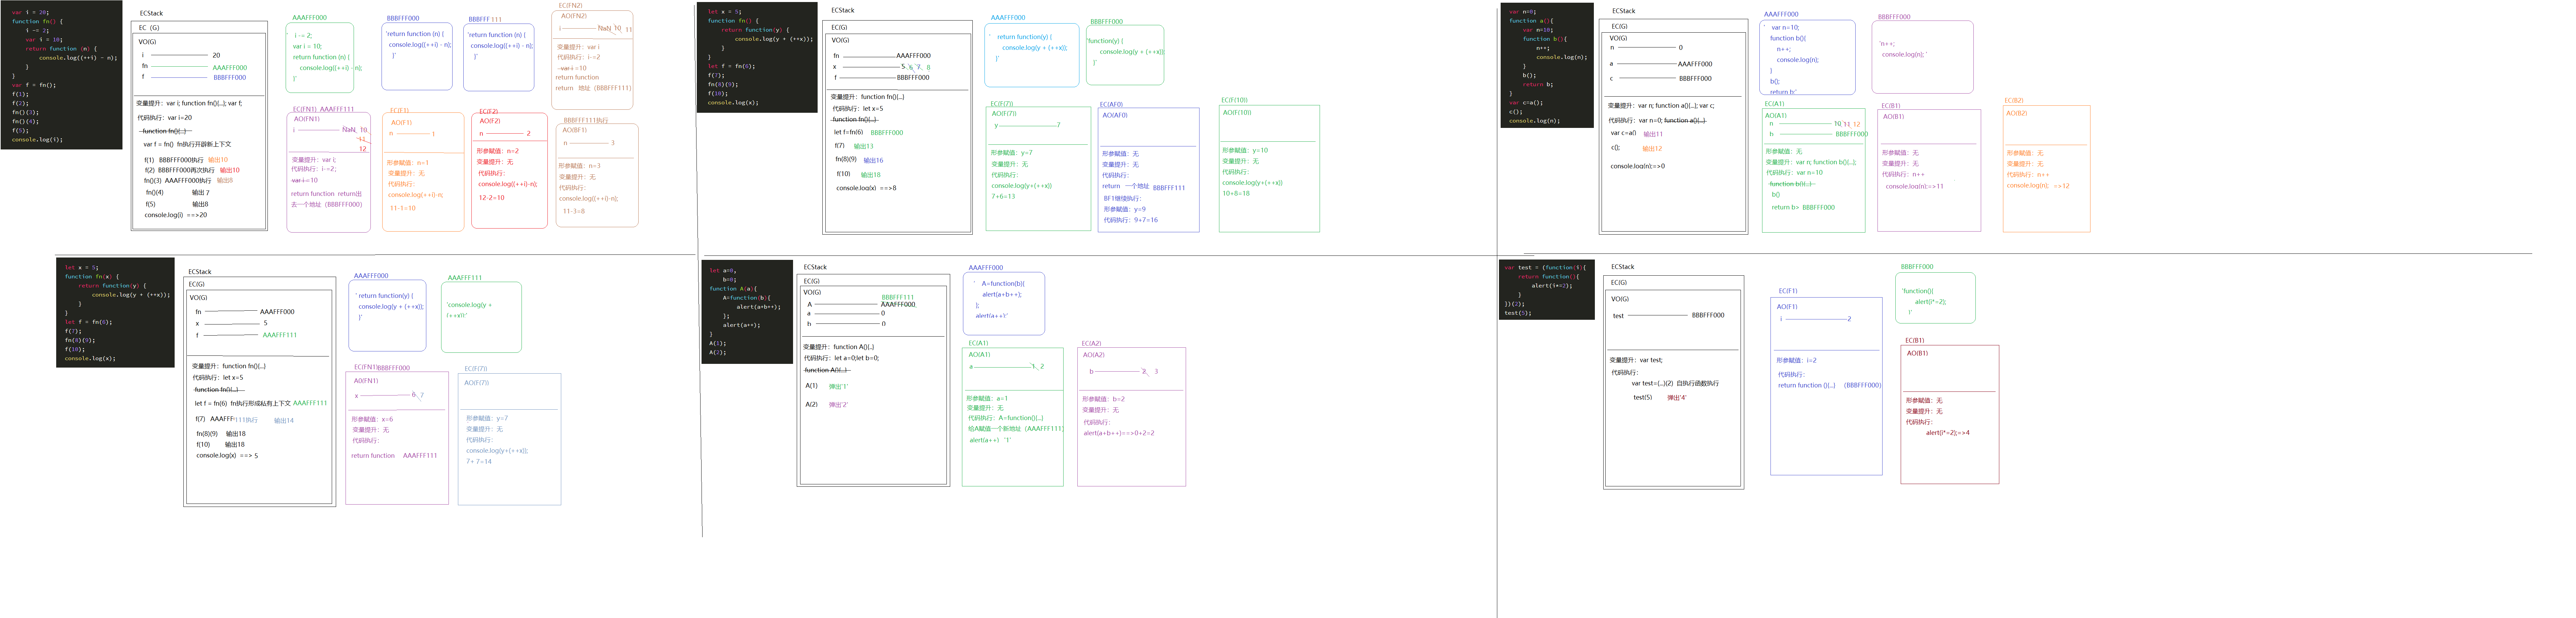 var i = 20;
function fn() {
i -= 2;
var i = 10;
return function (n) {
console.log((++i) - n);
}
}
var f = fn();
f(1);
f(2);
fn()(3);
fn()(4);
f(5);
console.log(i);
ECStack
EC (G)
VO(G)
i 20
fn AAAFFF000
f BBBFFF000
变量提升：var i; function fn(){...}; var f;
代码执行：var i=20
function fn(){...}
var f = fn() fn执行开辟新上下文
f(1) BBBFFF000执行 输出10
f(2) BBBFFF000再次执行 输出10
fn()(3) AAAFFF000执行 输出8
fn()(4) 输出 7
f(5) 输出8
console.log(i) ==>20
AAAFFF000
' i -= 2;
var i = 10;
return function (n) {
console.log((++i) - n);
}'
BBBFFF000
'return function (n) {
console.log((++i) - n);
}'
BBBFFF111
'return function (n) {
console.log((++i) - n);
}'
EC(FN2)
AO(FN2)
i NaN 10 11
变量提升：var i
代码执行：i-=2
var i =10
return function
return 地址（BBBFFF111)
EC(FN1) AAAFFF111
AO(FN1)
i NaN 10
12
变量提升：var i;
代码执行：i-=2;
var i =10
return function return出
去一个地址（BBBFFF000)
EC(F1)
AO(F1)
n 1
形参赋值：n=1
变量提升：无
代码执行：
console.log(++i)-n;
11-1=10
EC(F2)
AO(F2)
n 2
形参赋值：n=2
变量提升：无
代码执行：
console.log((++i)-n);
12-2=10
BBBFFF111执行
AO(BF1)
n 3
形参赋值：n=3
变量提升：无
代码执行：
console.log((++i)-n);
11-3=8
let x = 5;
function fn() {
return function(y) {
console.log(y + (++x));
}
}
let f = fn(6);
f(7);
fn(8)(9);
f(10);
console.log(x);
ECStack
EC(G)
VO(G)
fn AAAFFF000
x 5 6 7 8
f BBBFFF000
变量提升：function fn(){...}
代码执行：let x=5
function fn(){...}
let f=fn(6) BBBFFF000
f(7) 输出13
fn(8)(9) 输出16
f(10) 输出18
console.log(x) ==>8
AAAFFF000
' return function(y) {
console.log(y + (++x));
}'
BBBFFF000
'function(y) {
console.log(y + (++x))
}'
EC(F(7))
AO(F(7))
y 7
形参赋值：y=7
变量提升：无
代码执行：
console.log(y+(++x))
7+6=13
EC(AF0)
AO(AF0)
形参赋值：无
变量提升：无
代码执行：
return 一个地址 BBBFFF111
BF1继续执行：
形参赋值：y=9
代码执行：9+7=16
EC(F(10))
AO(F(10))
形参赋值：y=10
变量提升：无
代码执行：
console.log(y+(++x))
10+8=18
var n=0;
function a(){
var n=10;
function b(){
n++;
console.log(n);
}
b();
return b;
}
var c=a();
c();
console.log(n);
ECStack
EC(G)
VO(G)
n 0
a AAAFFF000
c BBBFFF000
变量提升：var n; function a(){...}; var c;
代码执行：var n=0; function a(){...}
var c=a() 输出11
c(); 输出12
console.log(n);=>0
AAAFFF000
' var n=10;
function b(){
n++;
console.log(n);
}
b();
return b;'
BBBFFF000
'n++;
console.log(n); '
EC(A1)
AO(A1)
n 10 11 12
b BBBFFF000
形参赋值：无
变量提升：var n; function b(){...};
代码执行：var n=10
function b(){...}
b()
return b> BBBFFF000
EC(B1)
AO(B1)
形参赋值：无
变量提升：无
代码执行：n++
console.log(n);=>11
EC(B2)
AO(B2)
形参赋值：无
变量提升：无
代码执行：n++
console.log(n); =>12
let x = 5;
function fn(x) {
return function(y) {
console.log(y + (++x));
}
}
let f = fn(6);
f(7);
fn(8)(9);
f(10);
console.log(x);
ECStack
EC(G)
VO(G)
fn AAAFFF000
x 5
f AAAFFF111
变量提升：function fn(){...}
代码执行：let x=5
function fn(){...}
let f = fn(6) fn执行形成私有上下文 AAAFFF111
f(7) AAAFFF111执行 输出14
fn(8)(9) 输出18
f(10) 输出18
console.log(x) ==> 5
AAAFFF000
' return function(y) {
console.log(y + (++x));
}'
AAAFFF111
'console.log(y +
(++x));'
EC(FN1)BBBFFF000
AO(FN1)
x 6 7
形参赋值：x=6
变量提升：无
代码执行：
return function AAAFFF111
EC(F(7))
AO(F(7))
形参赋值：y=7
变量提升：无
代码执行：
console.log(y+(++x));
7+ 7=14
let a=0,
b=0;
function A(a){
A=function(b){
alert(a+b++);
};
alert(a++);
}
A(1);
A(2);
ECStack
EC(G)
VO(G)
BBBFFF111
A AAAFFF000
a 0
b 0
变量提升：function A(){...}
代码执行：let a=0;let b=0;
function A(){...}
A(1) 弹出'1'
A(2) 弹出'2'
AAAFFF000
' A=function(b){
alert(a+b++);
};
alert(a++)'
EC(A1)
AO(A1)
a 1 2
形参赋值：a=1
变量提升：无
代码执行：A=function(){...}
给A赋值一个新地址（AAAFFF111)
alert(a++) '1'
EC(A2)
AO(A2)
b 2 3
形参赋值：b=2
变量提升：无
代码执行：
alert(a+b++)==>0+2=2
var test = (function(i){
return function(){
alert(i*=2);
}
})(2);
test(5);
ECStack
EC(G)
VO(G)
test BBBFFF000
变量提升：var test;
代码执行：
var test=(...)(2) 自执行函数执行
test(5) 弹出'4'
EC(F1)
AO(F1)
i 2
形参赋值：i=2
代码执行：
return function (){...} （BBBFFF000)
BBBFFF000
'function(){
alert(i*=2);
}'
EC(B1)
AO(B1)
形参赋值：无
变量提升：无
代码执行：
alert(i*=2);=>4